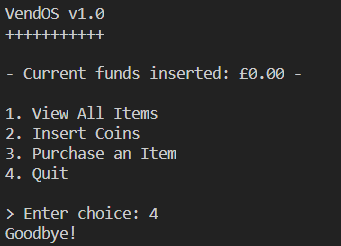 VendOS v1.0
+++++++++++
- Current funds inserted: £0.00 -
1. View All Items
2. Insert Coins
3. Purchase an Item
4. Quit
> Enter choice: 4
Goodbye!